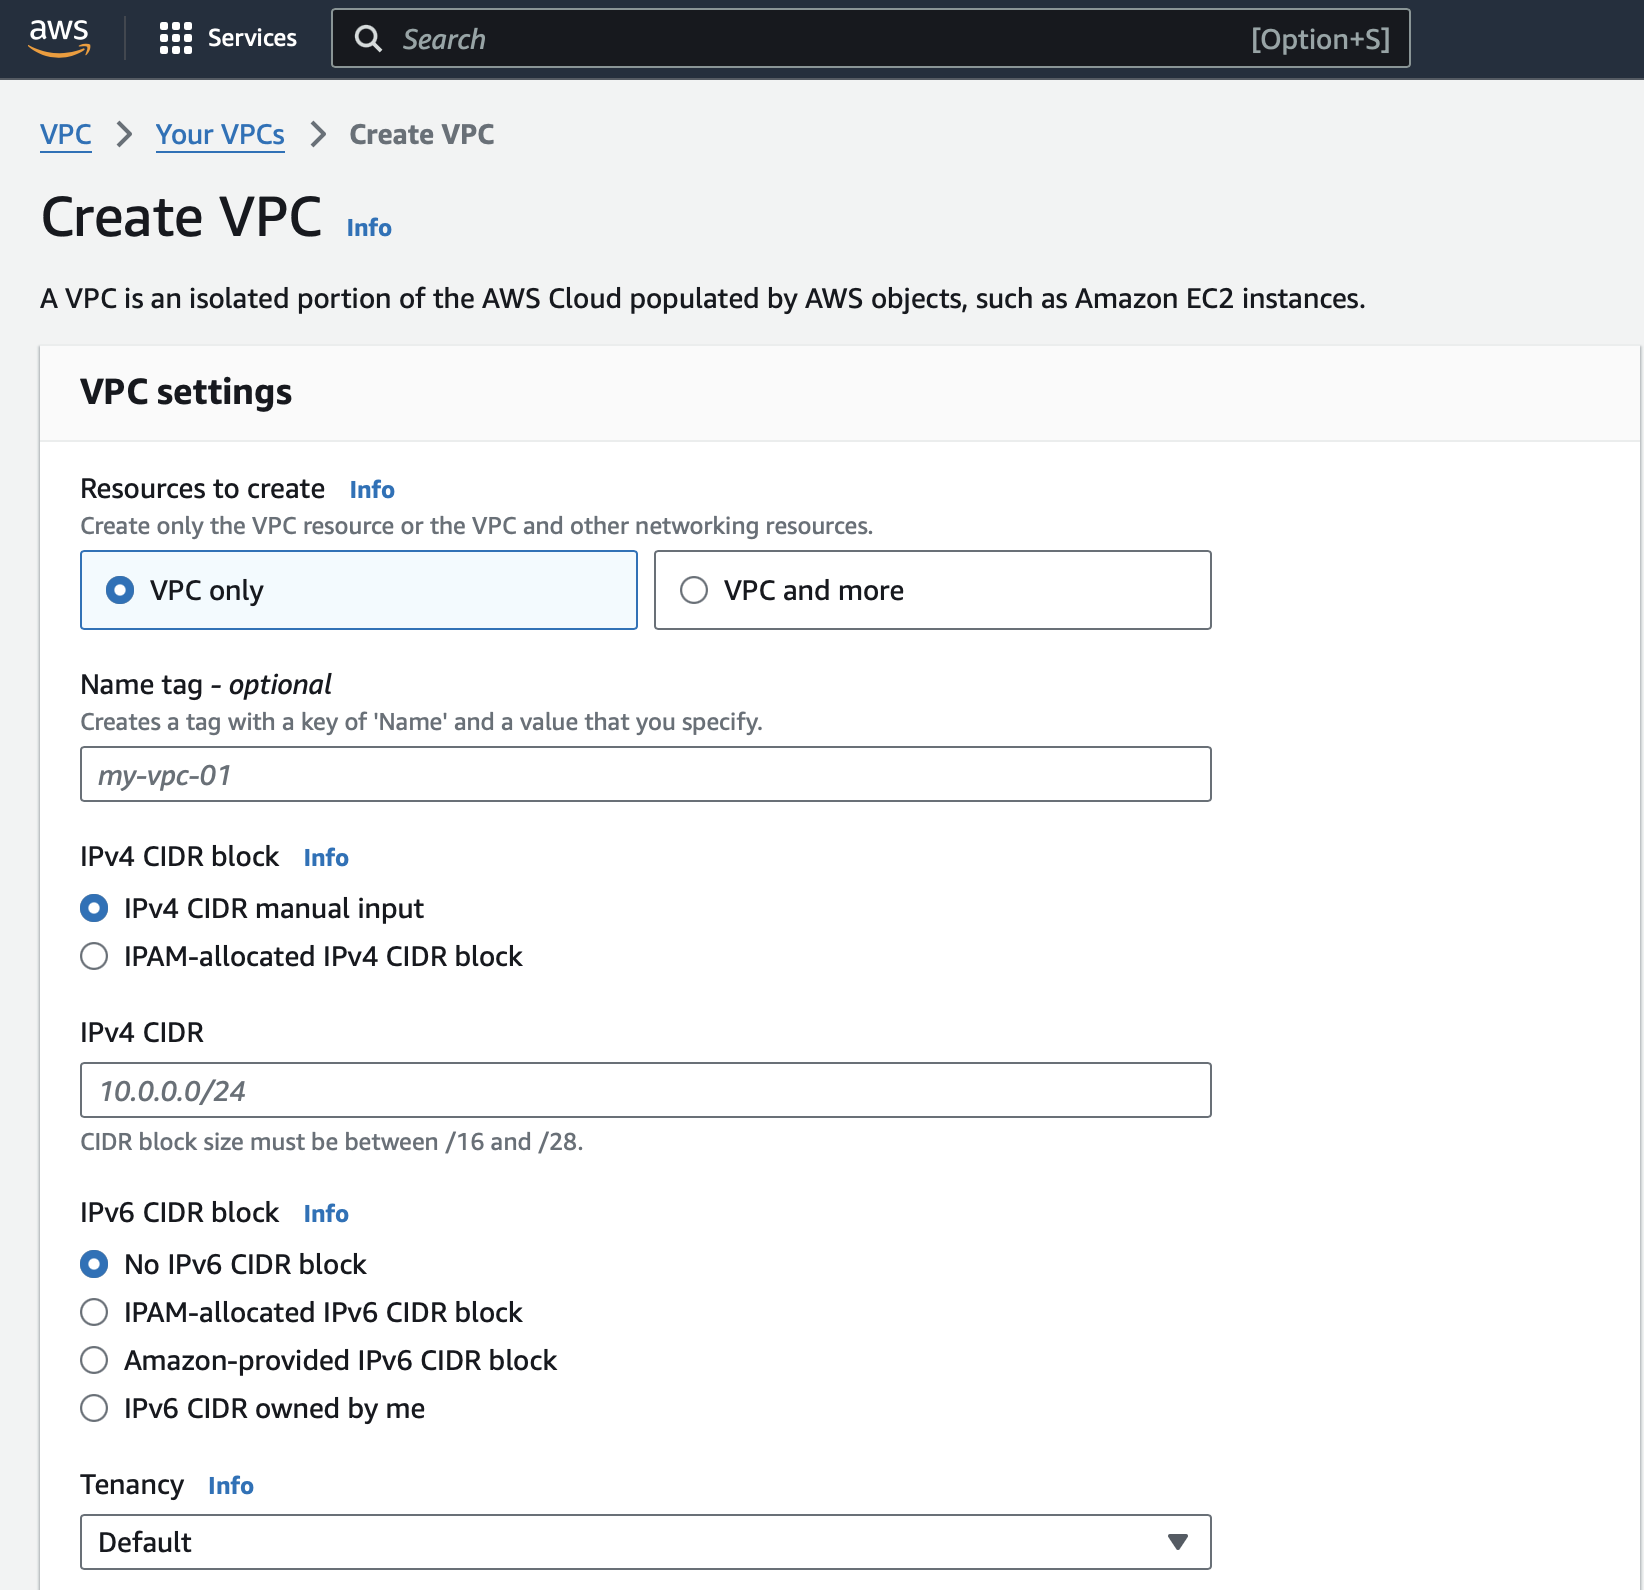 aws Services Search [Option+S]
VPC > Your VPCs > Create VPC
Create VPC Info
A VPC is an isolated portion of the AWS Cloud populated by AWS objects, such as Amazon EC2 instances.
VPC settings
Resources to create Info
Create only the VPC resource or the VPC and other networking resources.
VPC only VPC and more
Name tag - optional
Creates a tag with a key of 'Name' and a value that you specify.
my-vpc-01
IPv4 CIDR block Info
IPv4 CIDR manual input
IPAM-allocated IPv4 CIDR block
IPv4 CIDR
10.0.0.0/24
CIDR block size must be between /16 and /28.
IPv6 CIDR block Info
No IPv6 CIDR block
IPAM-allocated IPv6 CIDR block
Amazon-provided IPv6 CIDR block
IPv6 CIDR owned by me
Tenancy Info
Default